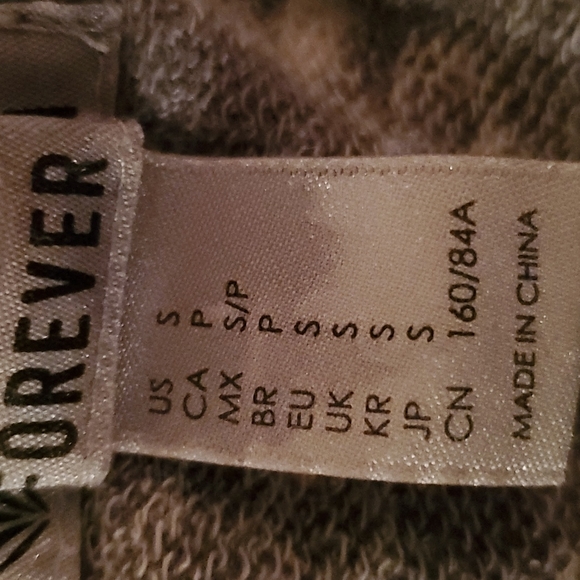 FOREVER
US S
CA P
MX S/P
BR P
EU S
UK S
KR S
JP S
CN 160/84A
MADE IN CHINA